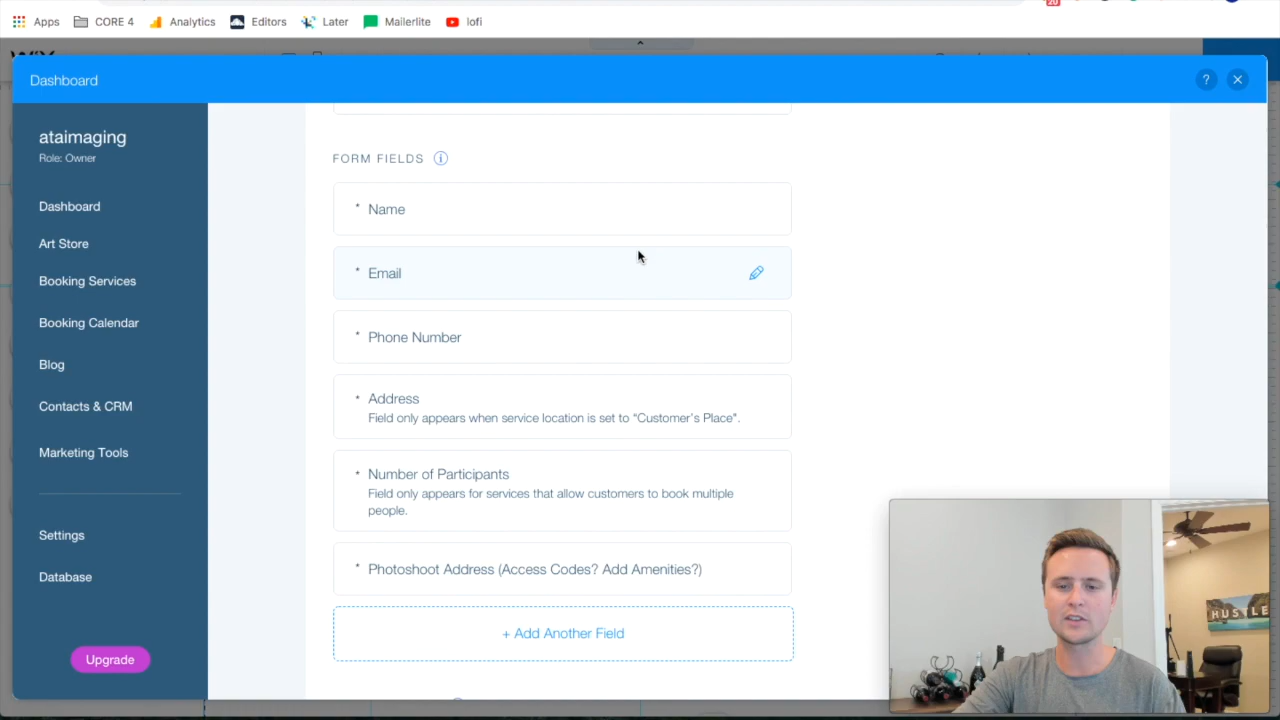 Apps
CORE 4
Analytics
Editors
Later
Mailerlite
lofi
20
Dashboard
?
ataimaging
Role: Owner
Dashboard
Art Store
Booking Services
Booking Calendar
Blog
Contacts & CRM
Marketing Tools
Settings
Database
Upgrade
FORM FIELDS
* Name
* Email
* Phone Number
* Address
Field only appears when service location is set to "Customer's Place".
* Number of Participants
Field only appears for services that allow customers to book multiple
people.
* Photoshoot Address (Access Codes? Add Amenities?)
+ Add Another Field
HUSTLE